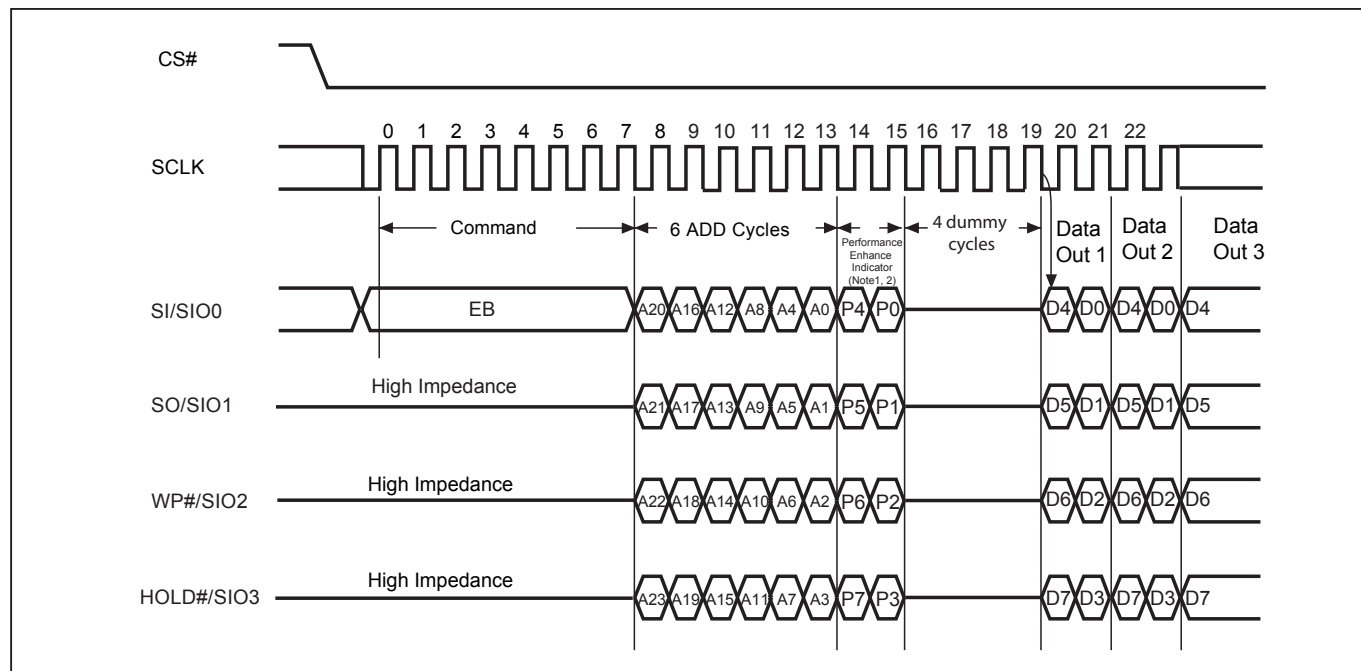 CS#
0 1 2 3 4 5 6 7 8 9 10 11 12 13 14 15 16 17 18 19 20 21 22
SCLK
Command
6 ADD Cycles
Performance
Enhance
Indicator
(Note1, 2)
4 dummy
cycles
Data
Out 1
Data
Out 2
Data
Out 3
SI/SIO0
EB
A20 A16 A12 A8 A4 A0 P4 P0 D4 D0 D4 D0 D4
High Impedance
SO/SIO1
A21 A17 A13 A9 A5 A1 P5 P1 D5 D1 D5 D1 D5
High Impedance
WP#/SIO2
A22 A18 A14 A10 A6 A2 P6 P2 D6 D2 D6 D2 D6
High Impedance
HOLD#/SIO3
A23 A19 A15 A11 A7 A3 P7 P3 D7 D3 D7 D3 D7